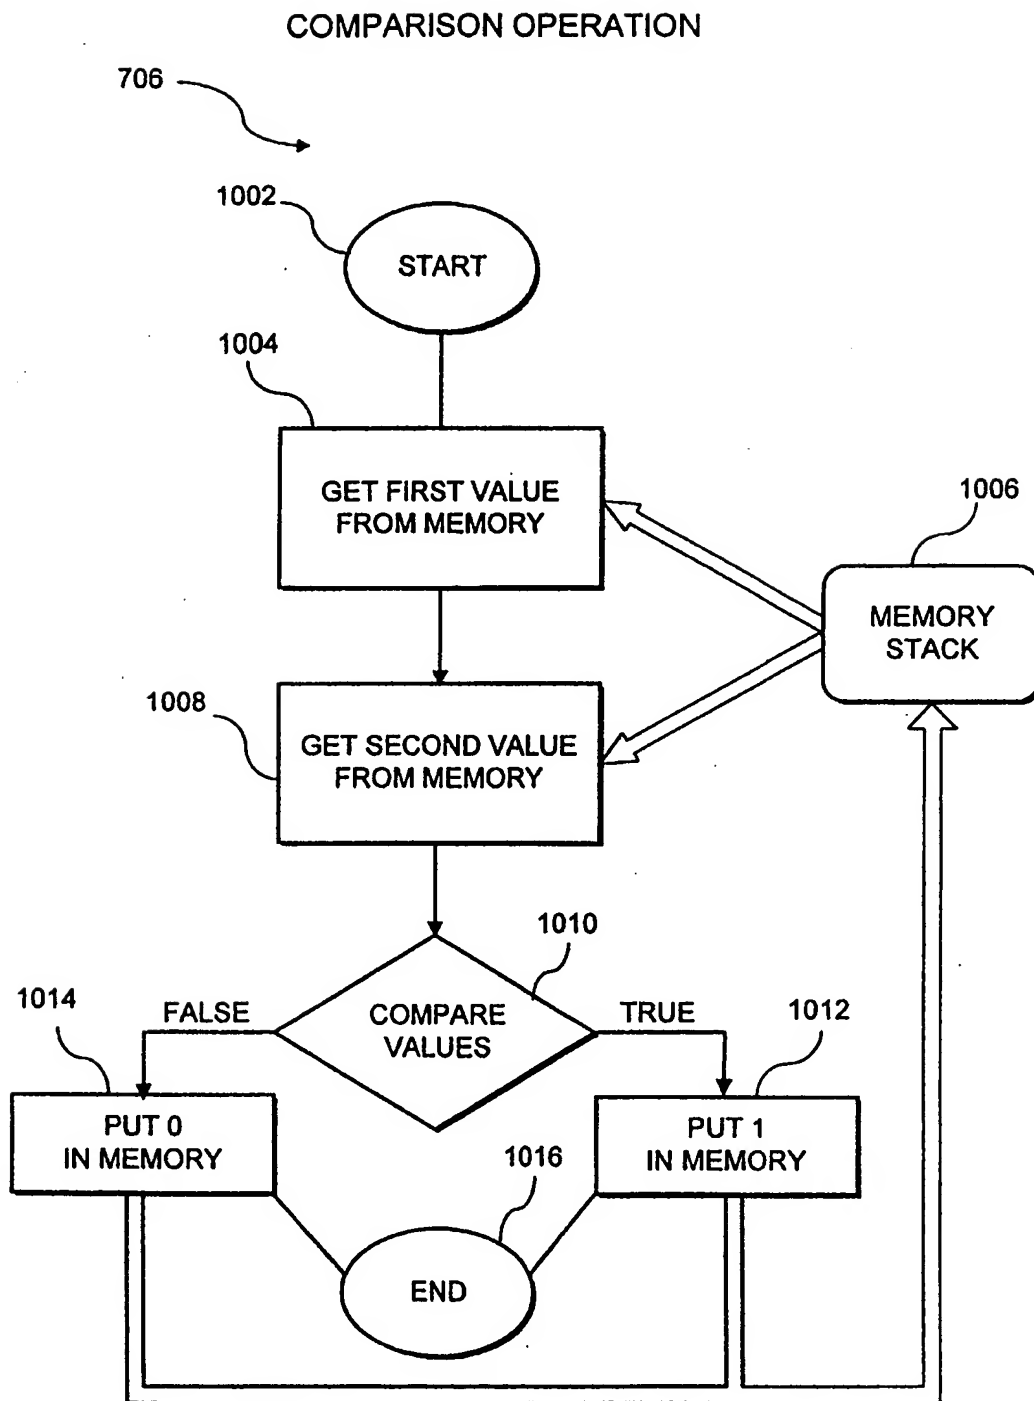 COMPARISON OPERATION
706
1002
START
1004
GET FIRST VALUE
FROM MEMORY
1006
MEMORY
STACK
1008
GET SECOND VALUE
FROM MEMORY
1010
COMPARE
VALUES
FALSE
TRUE
1014
1012
PUT 0
IN MEMORY
PUT 1
IN MEMORY
1016
END